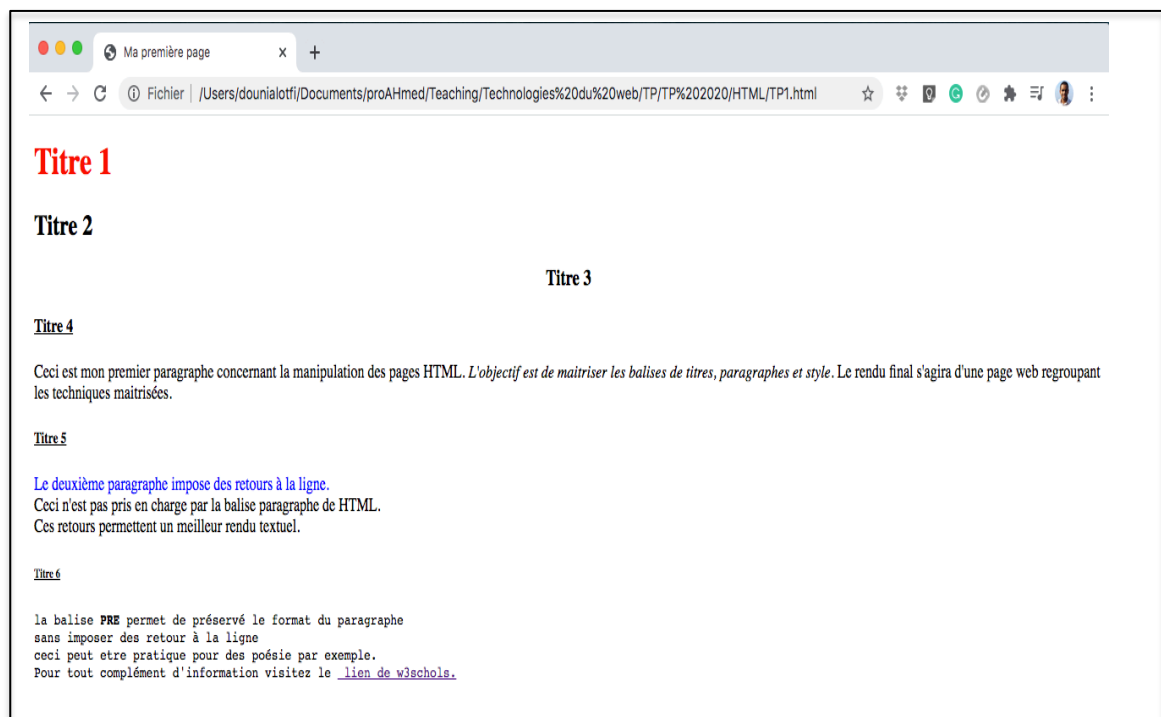 Ma première page
Fichier | /Users/dounialotfi/Documents/proAHmed/Teaching/Technologies%20du%20web/TP/TP%202020/HTML/TP1.html
Titre 1
Titre 2
Titre 3
Titre 4
Ceci est mon premier paragraphe concernant la manipulation des pages HTML. L'objectif est de maitriser les balises de titres, paragraphes et style. Le rendu final s'agira d'une page web regroupant
les techniques maitrisées.
Titre 5
Le deuxième paragraphe impose des retours à la ligne.
Ceci n'est pas pris en charge par la balise paragraphe de HTML.
Ces retours permettent un meilleur rendu textuel.
Titre 6
la balise PRE permet de préservé le format du paragraphe
sans imposer des retour à la ligne
ceci peut etre pratique pour des poésie par exemple.
Pour tout complément d'information visitez le lien de w3schols.